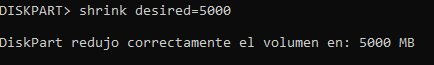 DISKPART> shrink desired=5000
DiskPart redujo correctamente el volumen en: 5000 MB